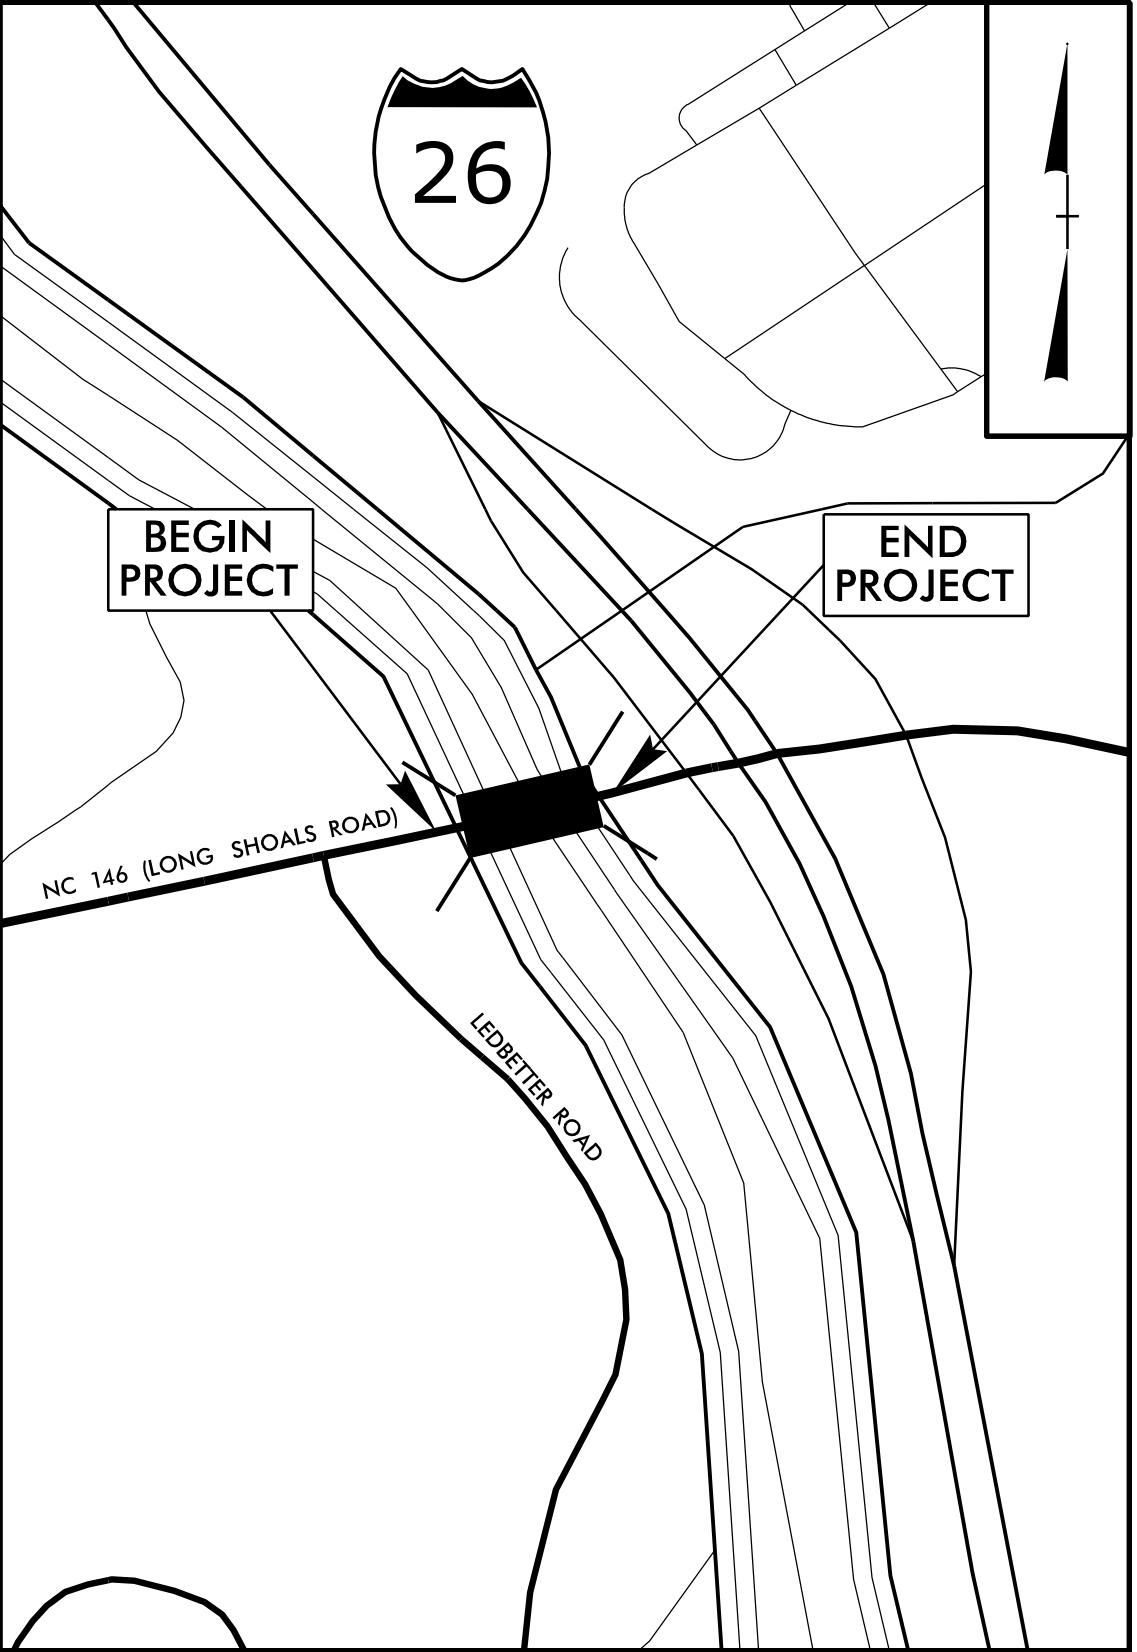 26
BEGIN
PROJECT
END
PROJECT
NC 146 (LONG SHOALS ROAD)
LEDBETTER ROAD